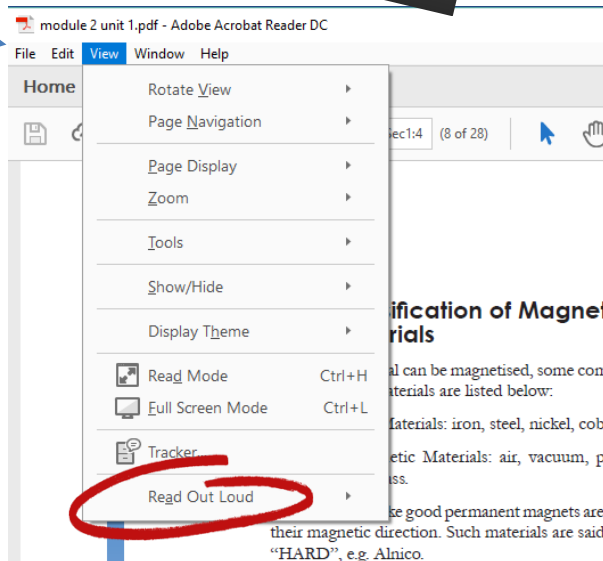 module 2 unit 1.pdf - Adobe Acrobat Reader DC
File Edit View Window Help
Home
Rotate View
Page Navigation
Sec1:4 (8 of 28)
Page Display
Zoom
Tools
Show/Hide
Display Theme
Read Mode Ctrl+H
Full Screen Mode Ctrl+L
Tracker...
Read Out Loud
ification of Magnet
rials
al can be magnetised, some com
aterials are listed below:
Materials: iron, steel, nickel, cob
etic Materials: air, vacuum, p
ass.
ke good permanent magnets are
their magnetic direction. Such materials are said
“HARD”, e.g. Alnico.